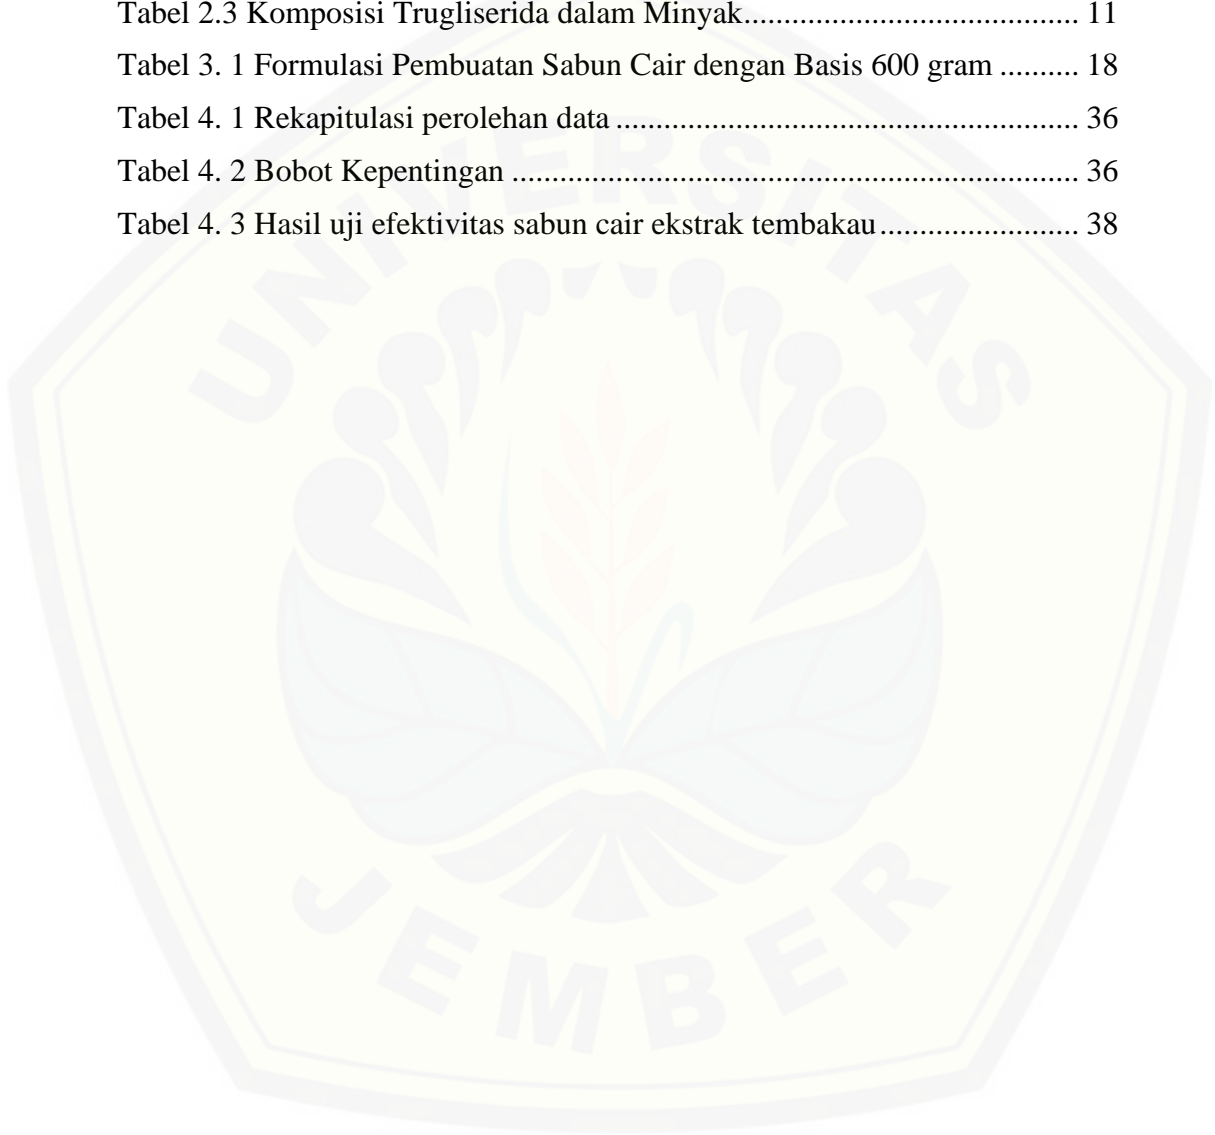 Tabel 2.3 Komposisi Trugliserida dalam Minyak.................................... 11
Tabel 3. 1 Formulasi Pembuatan Sabun Cair dengan Basis 600 gram .......... 18
Tabel 4. 1 Rekapitulasi perolehan data ................................................. 36
Tabel 4. 2 Bobot Kepentingan ............................................................ 36
Tabel 4. 3 Hasil uji efektivitas sabun cair ekstrak tembakau..................... 38
UNIVERSITAS
JEMBER